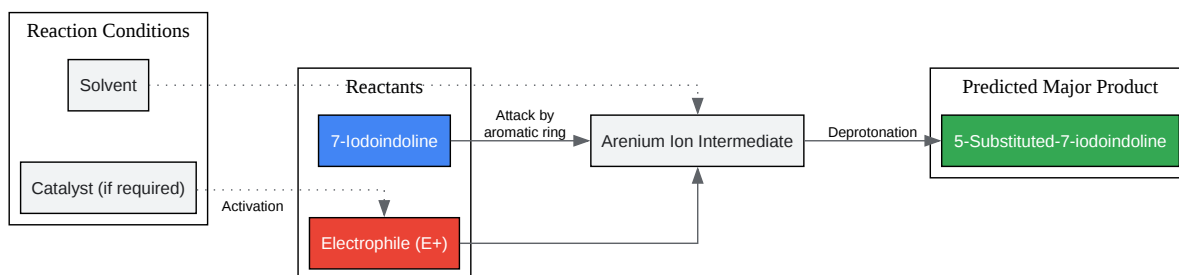 Reaction Conditions
Solvent
Catalyst (if required)
Activation
Reactants
7-Iodoindoline
Electrophile (E+)
Attack by
aromatic ring
Arenium Ion Intermediate
Deprotonation
Predicted Major Product
5-Substituted-7-iodoindoline